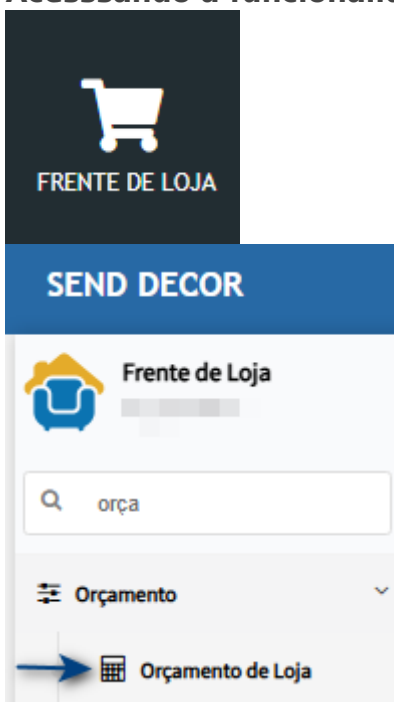 FRENTE DE LOJA
SEND DECOR
Frente de Loja
orça
Orçamento
Orçamento de Loja